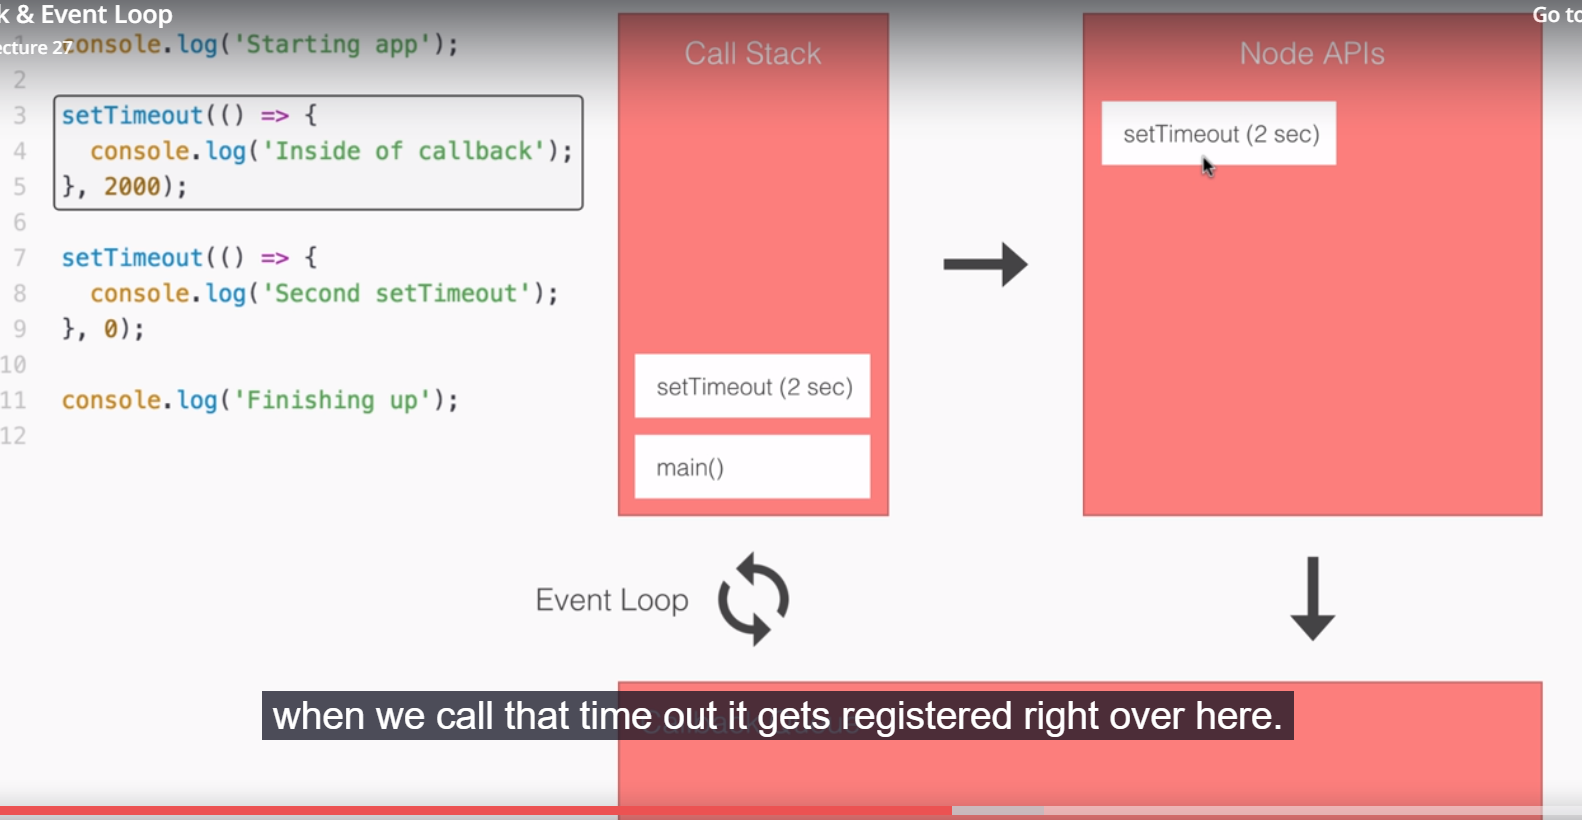 k & Event Loop
Go to
ecture 27
1 console.log('Starting app');
2
3 setTimeout(() => {
4   console.log('Inside of callback');
5 }, 2000);
6
7 setTimeout(() => {
8   console.log('Second setTimeout');
9 }, 0);
10
11 console.log('Finishing up');
12
Call Stack
setTimeout (2 sec)
main()
Node APIs
setTimeout (2 sec)
Event Loop
Callback Queue
when we call that time out it gets registered right over here.